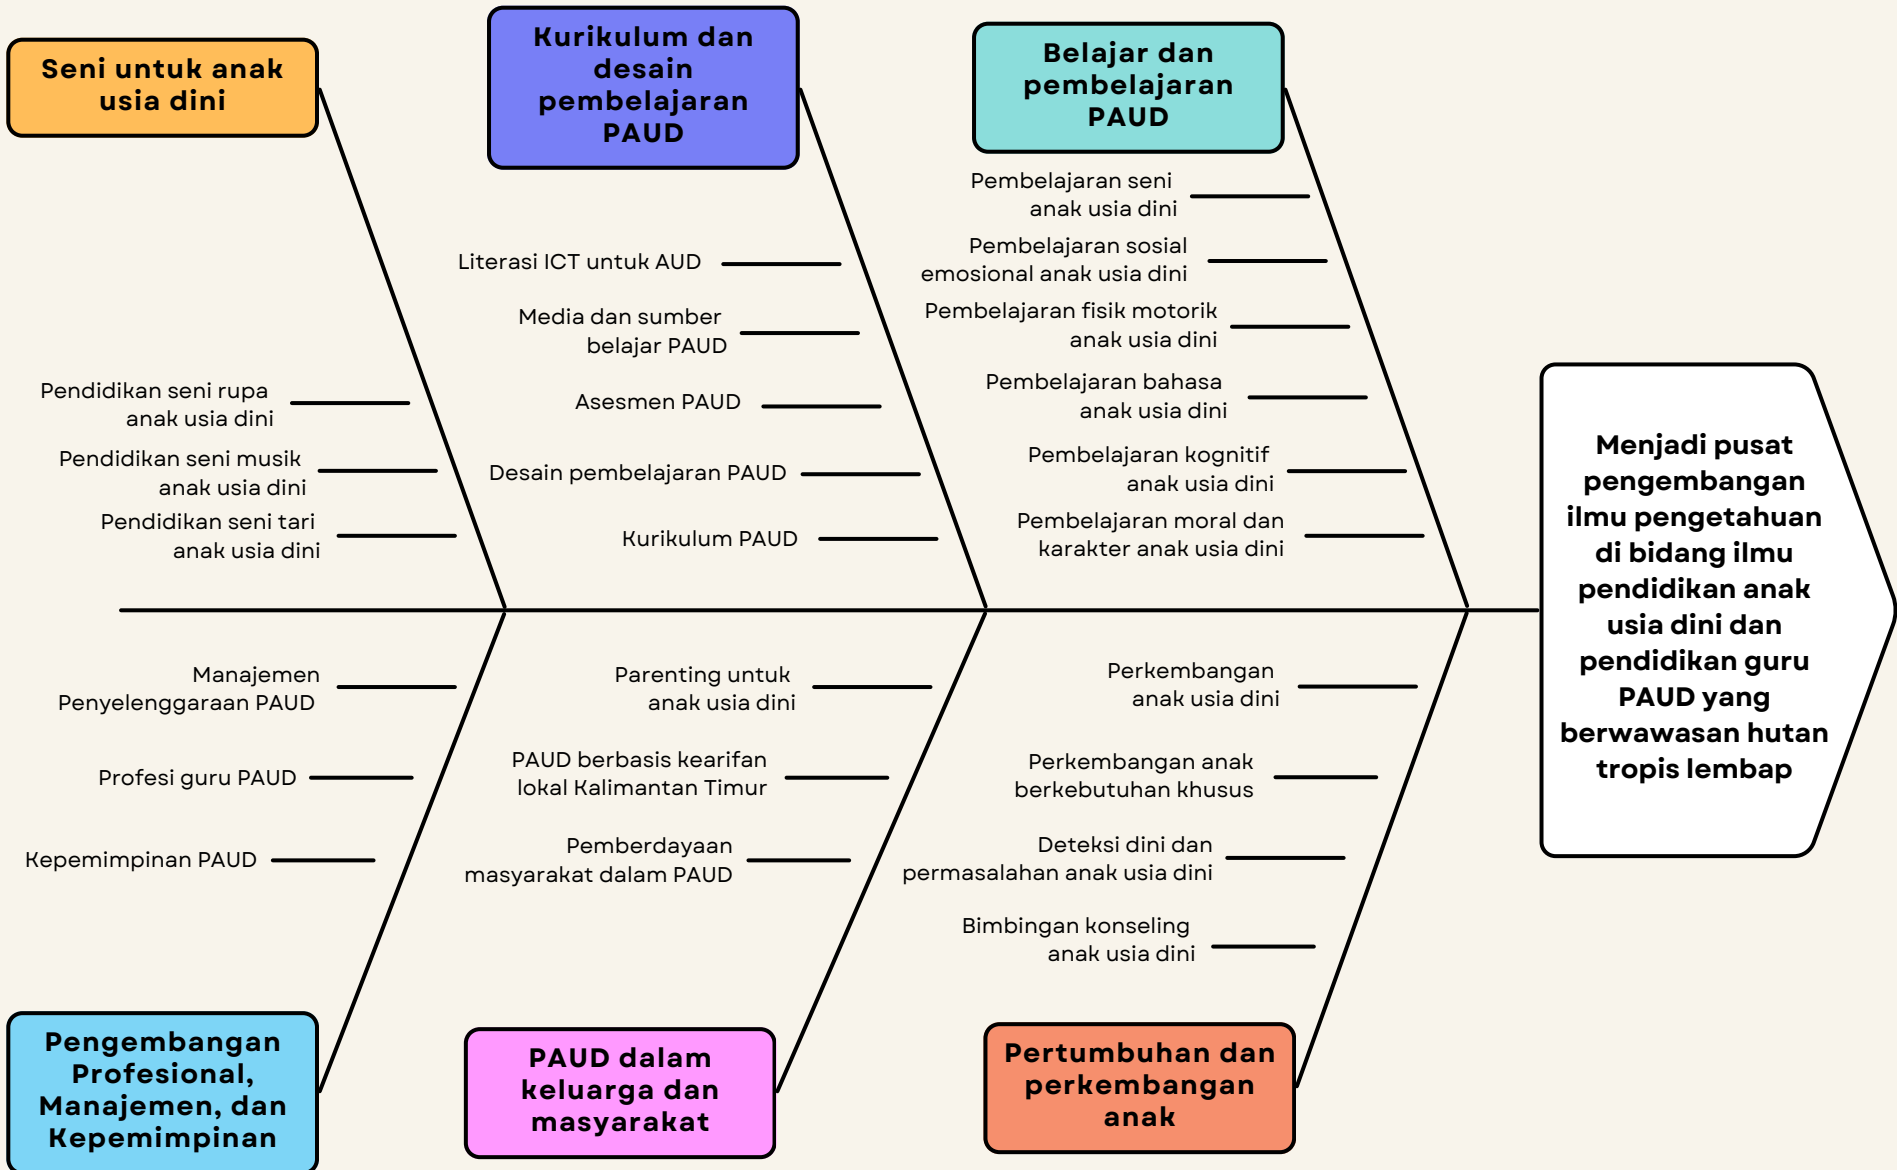 Seni untuk anak
usia dini
Pendidikan seni rupa
anak usia dini
Pendidikan seni musik
anak usia dini
Pendidikan seni tari
anak usia dini
Kurikulum dan
desain
pembelajaran
PAUD
Literasi ICT untuk AUD
Media dan sumber
belajar PAUD
Asesmen PAUD
Desain pembelajaran PAUD
Kurikulum PAUD
Belajar dan
pembelajaran
PAUD
Pembelajaran seni
anak usia dini
Pembelajaran sosial
emosional anak usia dini
Pembelajaran fisik motorik
anak usia dini
Pembelajaran bahasa
anak usia dini
Pembelajaran kognitif
anak usia dini
Pembelajaran moral dan
karakter anak usia dini
Manajemen
Penyelenggaraan PAUD
Profesi guru PAUD
Kepemimpinan PAUD
Pengembangan
Profesional,
Manajemen, dan
Kepemimpinan
Parenting untuk
anak usia dini
PAUD berbasis kearifan
lokal Kalimantan Timur
Pemberdayaan
masyarakat dalam PAUD
PAUD dalam
keluarga dan
masyarakat
Perkembangan
anak usia dini
Perkembangan anak
berkebutuhan khusus
Deteksi dini dan
permasalahan anak usia dini
Bimbingan konseling
anak usia dini
Pertumbuhan dan
perkembangan
anak
Menjadi pusat
pengembangan
ilmu pengetahuan
di bidang ilmu
pendidikan anak
usia dini dan
pendidikan guru
PAUD yang
berwawasan hutan
tropis lembap